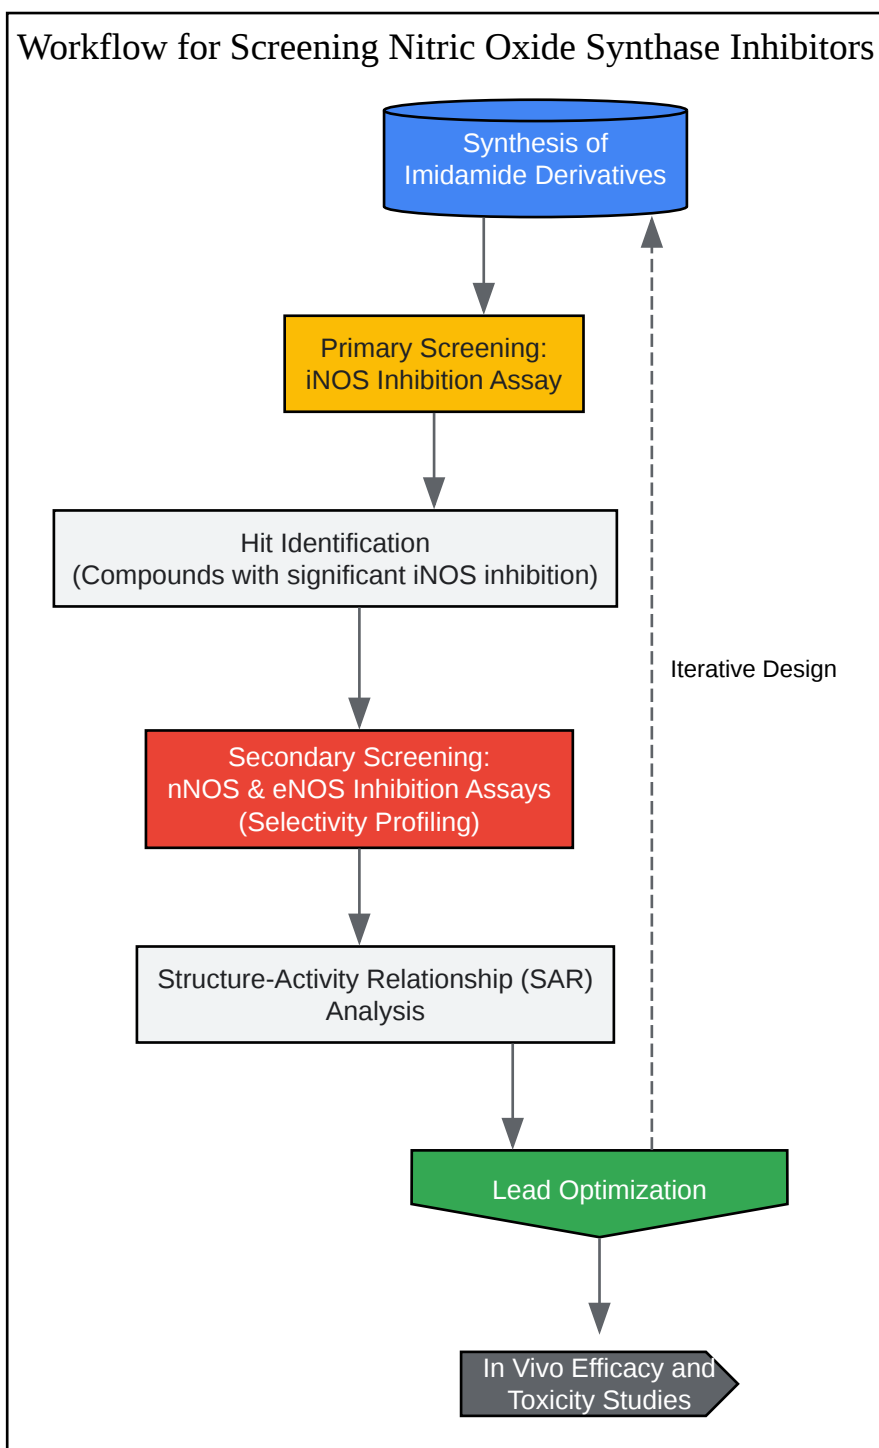 Workflow for Screening Nitric Oxide Synthase Inhibitors
Synthesis of
Imidamide Derivatives
Primary Screening:
iNOS Inhibition Assay
Hit Identification
(Compounds with significant iNOS inhibition)
Iterative Design
Secondary Screening:
nNOS & eNOS Inhibition Assays
(Selectivity Profiling)
Structure-Activity Relationship (SAR)
Analysis
Lead Optimization
In Vivo Efficacy and
Toxicity Studies